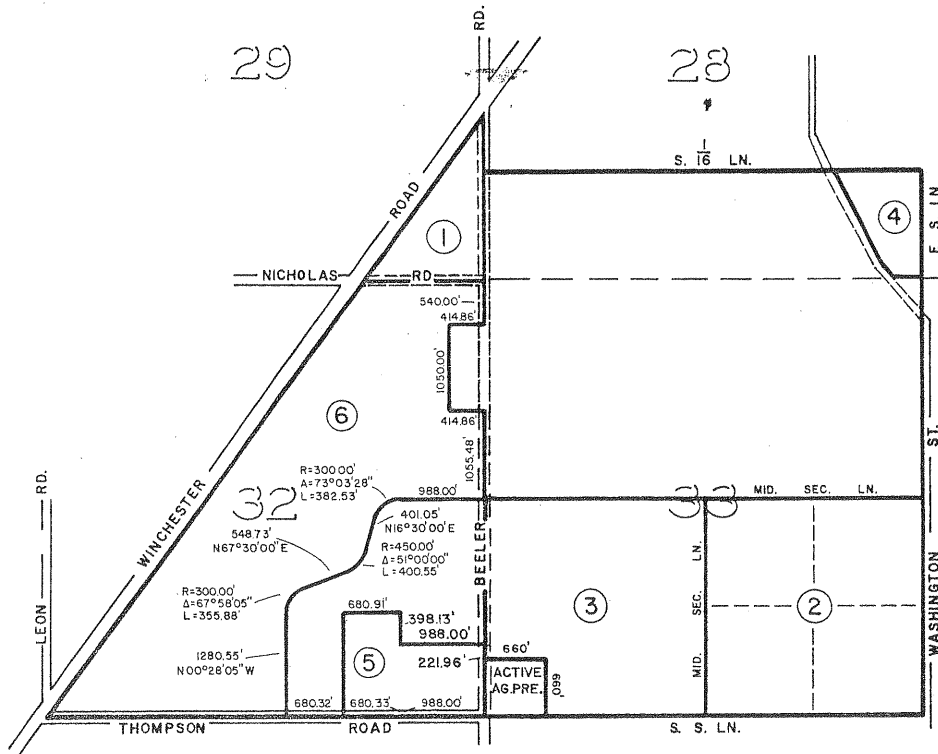 RD.
29
28
S. 1/16 LN.
ROAD
①
④
E. S. LN.
NICHOLAS RD.
540.00'
414.86'
1050.00'
⑥
414.86'
1055.48'
ST.
R=300.00'
Δ=73°03'28"
L=382.53'
988.00'
33
MID. SEC. LN.
RD.
WINCHESTER
32
401.05'
N16°30'00"E
548.73'
N67°30'00"E
R=450.00'
Δ=51°00'00"
L=400.55'
BEELER
MID. SEC. LN.
R=300.00'
Δ=67°58'05"
L=355.88'
680.91'
398.13'
988.00'
③
②
LEON
WASHINGTON
1280.55'
N00°28'05"W
⑤
221.96'
660'
ACTIVE
AG.PRE.
660'
680.32'
680.33'
988.00'
THOMPSON ROAD
S. S. LN.